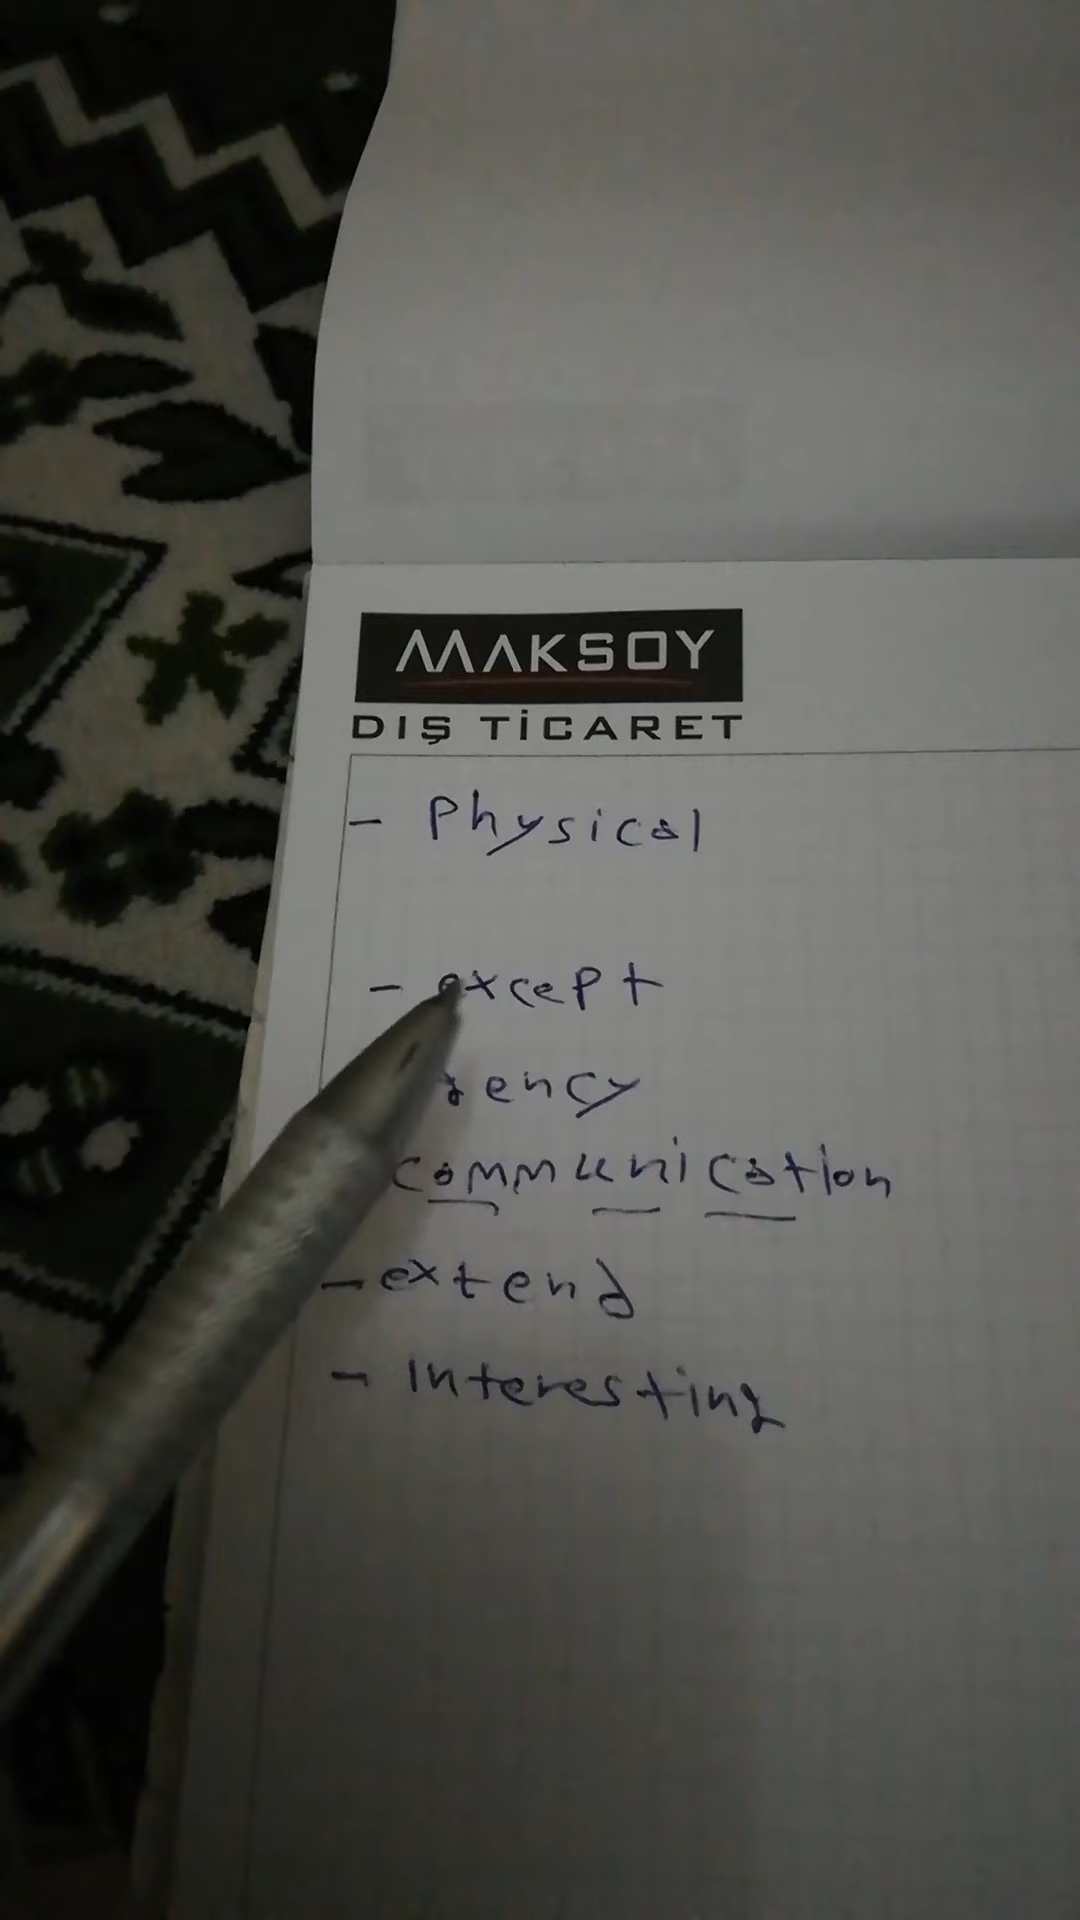 MAKSOY
DIŞ TİCARET
- Physical
- except
communication
- extend
- Interesting